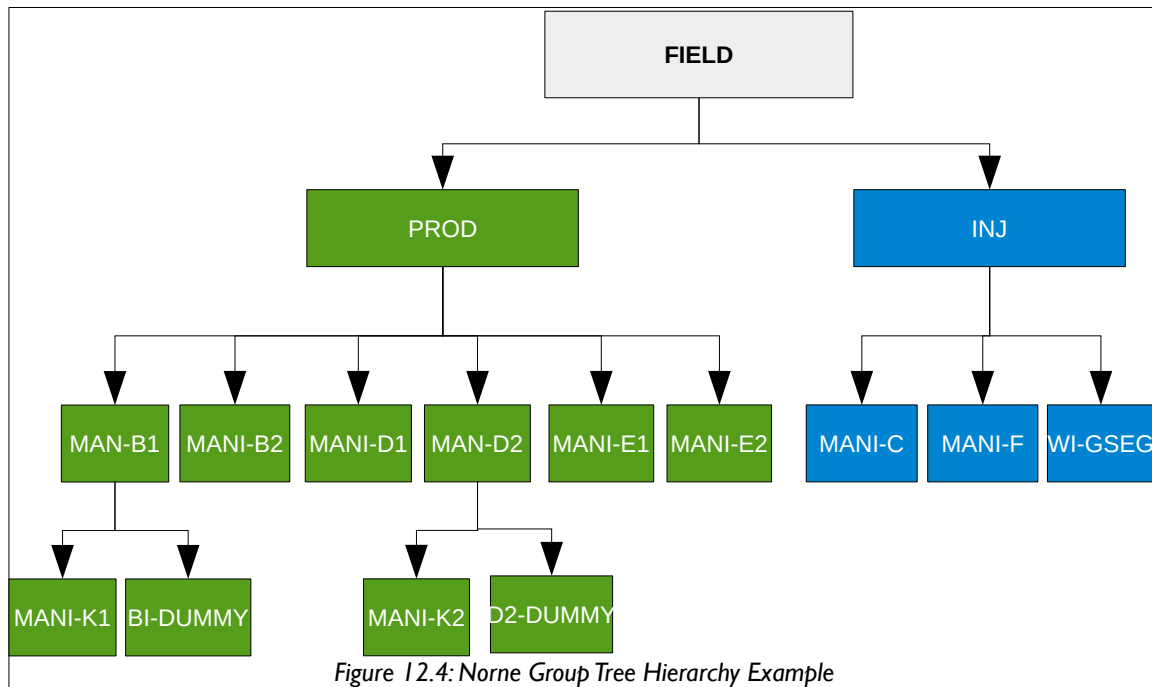 FIELD
PROD
INJ
MAN-B1
MANI-B2
MANI-D1
MAN-D2
MANI-E1
MANI-E2
MANI-C
MANI-F
WI-GSEG
MANI-K1
BI-DUMMY
MANI-K2
D2-DUMMY
Figure 12.4: Norne Group Tree Hierarchy Example